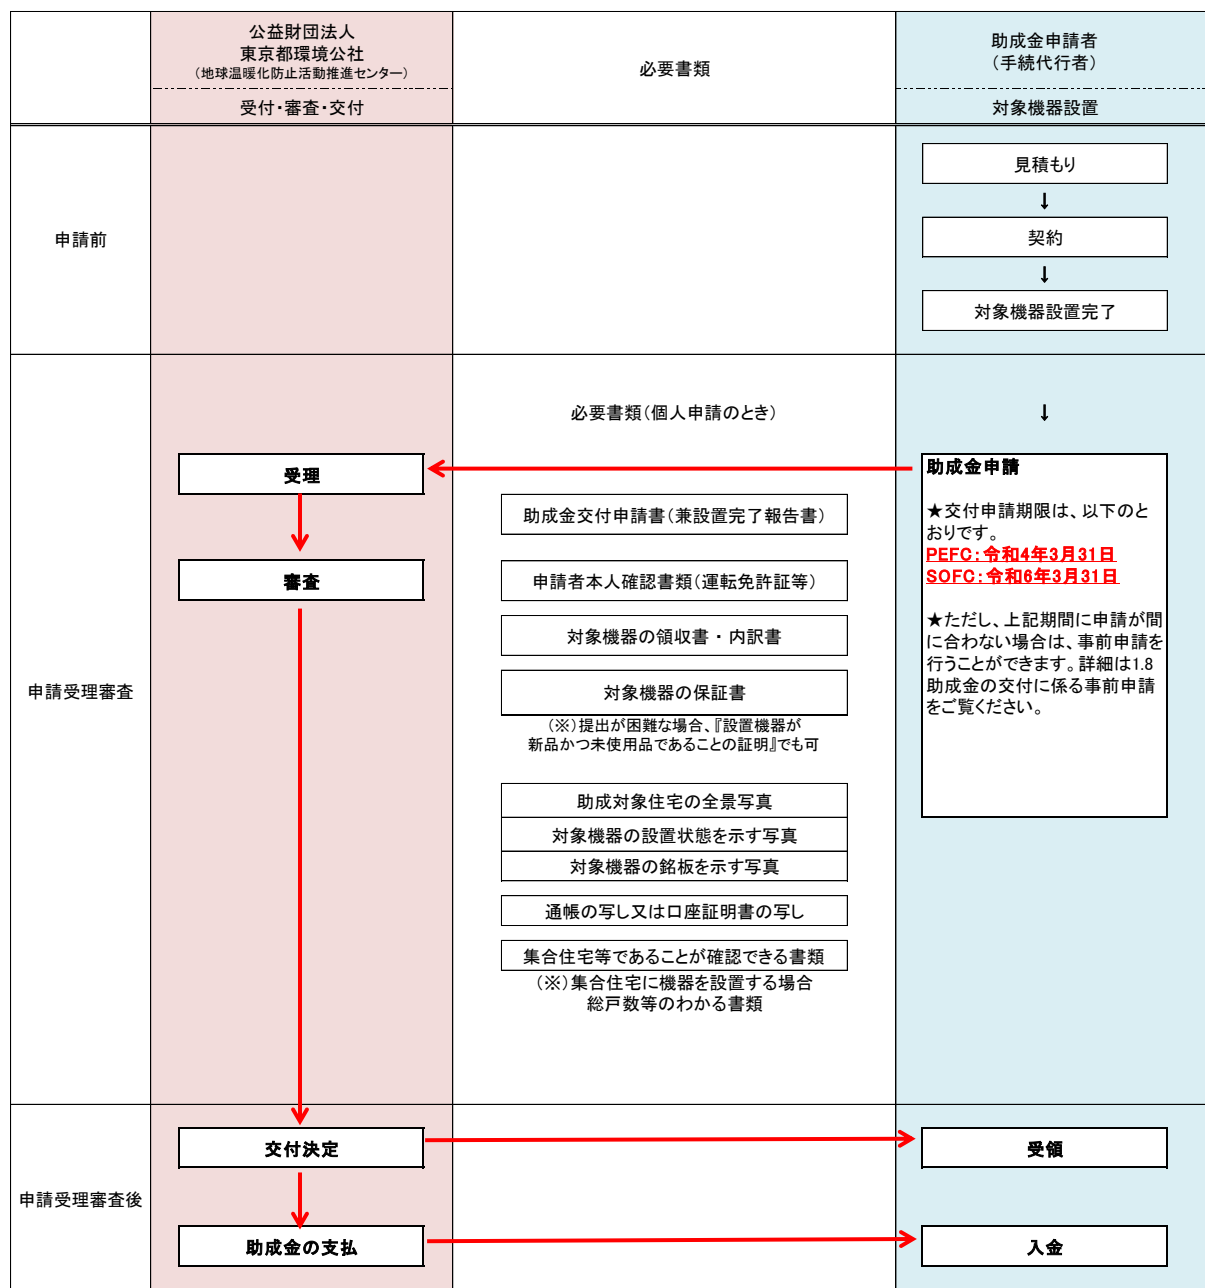 公益財団法人
東京都環境公社
(地球温暖化防止活動推進センター)
受付・審査・交付
必要書類
助成金申請者
(手続代行者)
対象機器設置
申請前
見積もり
↓
契約
↓
対象機器設置完了
申請受理審査
必要書類(個人申請のとき)
↓
受理
審査
助成金交付申請書(兼設置完了報告書)
申請者本人確認書類(運転免許証等)
対象機器の領収書・内訳書
対象機器の保証書
(※)提出が困難な場合、『設置機器が
新品かつ未使用品であることの証明』でも可
助成対象住宅の全景写真
対象機器の設置状態を示す写真
対象機器の銘板を示す写真
通帳の写し又は口座証明書の写し
集合住宅等であることが確認できる書類
(※)集合住宅に機器を設置する場合
総戸数等のわかる書類
助成金申請
★交付申請期限は、以下のと
おりです。
PEFC:令和4年3月31日
SOFC:令和6年3月31日
★ただし、上記期間に申請が間
に合わない場合は、事前申請を
行うことができます。詳細は1.8
助成金の交付に係る事前申請
をご覧ください。
申請受理審査後
交付決定
受領
助成金の支払
入金